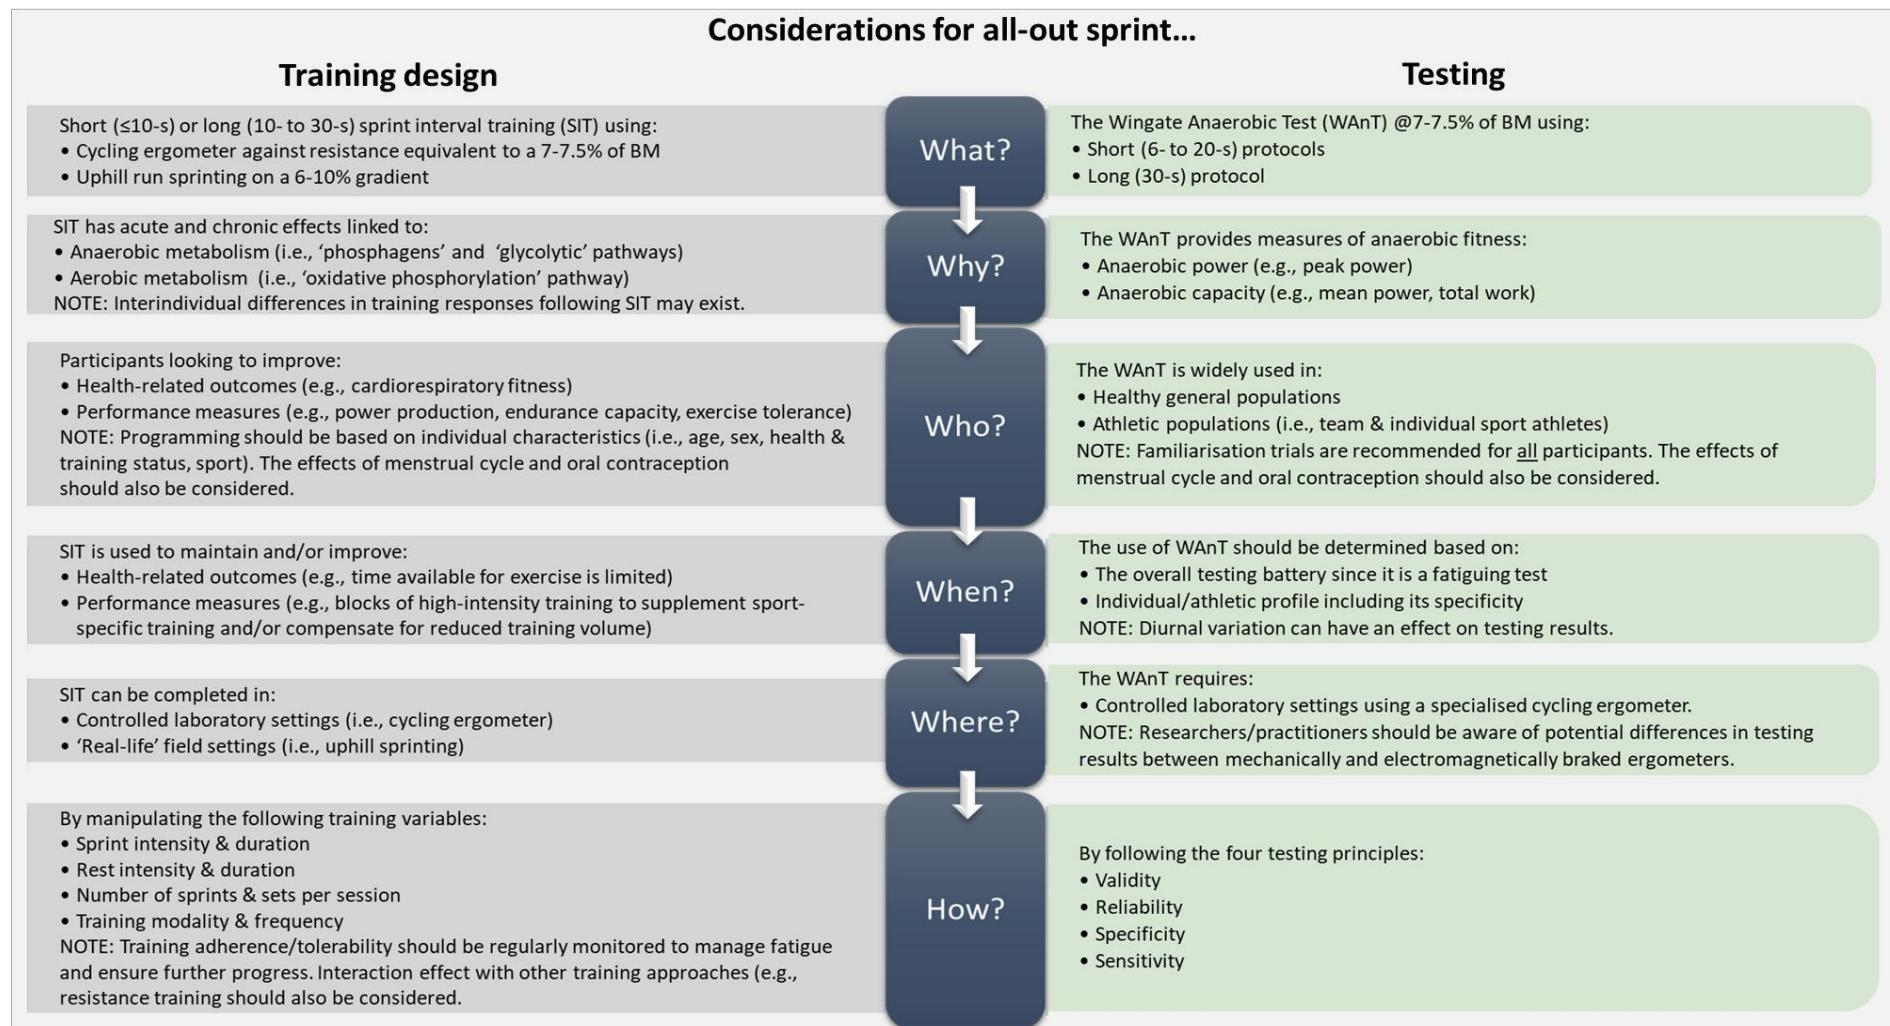 Considerations for all-out sprint...
Training design
Testing
Short (≤10-s) or long (10- to 30-s) sprint interval training (SIT) using:
• Cycling ergometer against resistance equivalent to a 7-7.5% of BM
• Uphill run sprinting on a 6-10% gradient
What?
The Wingate Anaerobic Test (WAnT) @7-7.5% of BM using:
• Short (6- to 20-s) protocols
• Long (30-s) protocol
SIT has acute and chronic effects linked to:
• Anaerobic metabolism (i.e., ‘phosphagens’ and ‘glycolytic’ pathways)
• Aerobic metabolism (i.e., ‘oxidative phosphorylation’ pathway)
NOTE: Interindividual differences in training responses following SIT may exist.
Why?
The WAnT provides measures of anaerobic fitness:
• Anaerobic power (e.g., peak power)
• Anaerobic capacity (e.g., mean power, total work)
Participants looking to improve:
• Health-related outcomes (e.g., cardiorespiratory fitness)
• Performance measures (e.g., power production, endurance capacity, exercise tolerance)
NOTE: Programming should be based on individual characteristics (i.e., age, sex, health &
training status, sport). The effects of menstrual cycle and oral contraception
should also be considered.
Who?
The WAnT is widely used in:
• Healthy general populations
• Athletic populations (i.e., team & individual sport athletes)
NOTE: Familiarisation trials are recommended for all participants. The effects of
menstrual cycle and oral contraception should also be considered.
SIT is used to maintain and/or improve:
• Health-related outcomes (e.g., time available for exercise is limited)
• Performance measures (e.g., blocks of high-intensity training to supplement sport-
specific training and/or compensate for reduced training volume)
When?
The use of WAnT should be determined based on:
• The overall testing battery since it is a fatiguing test
• Individual/athletic profile including its specificity
NOTE: Diurnal variation can have an effect on testing results.
SIT can be completed in:
• Controlled laboratory settings (i.e., cycling ergometer)
• ‘Real-life’ field settings (i.e., uphill sprinting)
Where?
The WAnT requires:
• Controlled laboratory settings using a specialised cycling ergometer.
NOTE: Researchers/practitioners should be aware of potential differences in testing
results between mechanically and electromagnetically braked ergometers.
By manipulating the following training variables:
• Sprint intensity & duration
• Rest intensity & duration
• Number of sprints & sets per session
• Training modality & frequency
NOTE: Training adherence/tolerability should be regularly monitored to manage fatigue
and ensure further progress. Interaction effect with other training approaches (e.g.,
resistance training should also be considered.
How?
By following the four testing principles:
• Validity
• Reliability
• Specificity
• Sensitivity